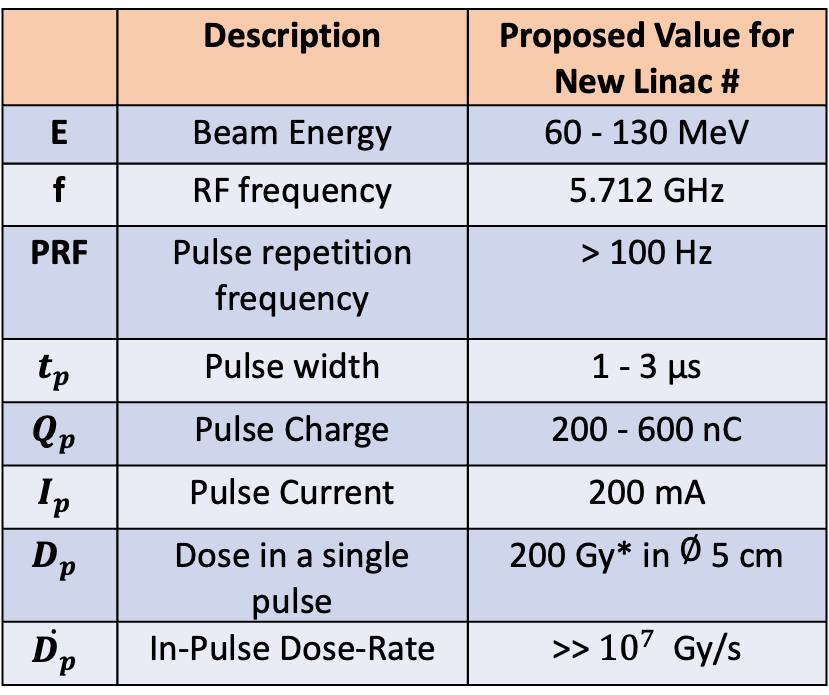 Description Proposed Value for
New Linac #
E Beam Energy 60 - 130 MeV
f RF frequency 5.712 GHz
PRF Pulse repetition > 100 Hz
frequency
tₚ Pulse width 1 - 3 µs
Qₚ Pulse Charge 200 - 600 nC
Iₚ Pulse Current 200 mA
Dₚ Dose in a single 200 Gy* in Ø 5 cm
pulse
Ḋₚ In-Pulse Dose-Rate >> 10⁷ Gy/s